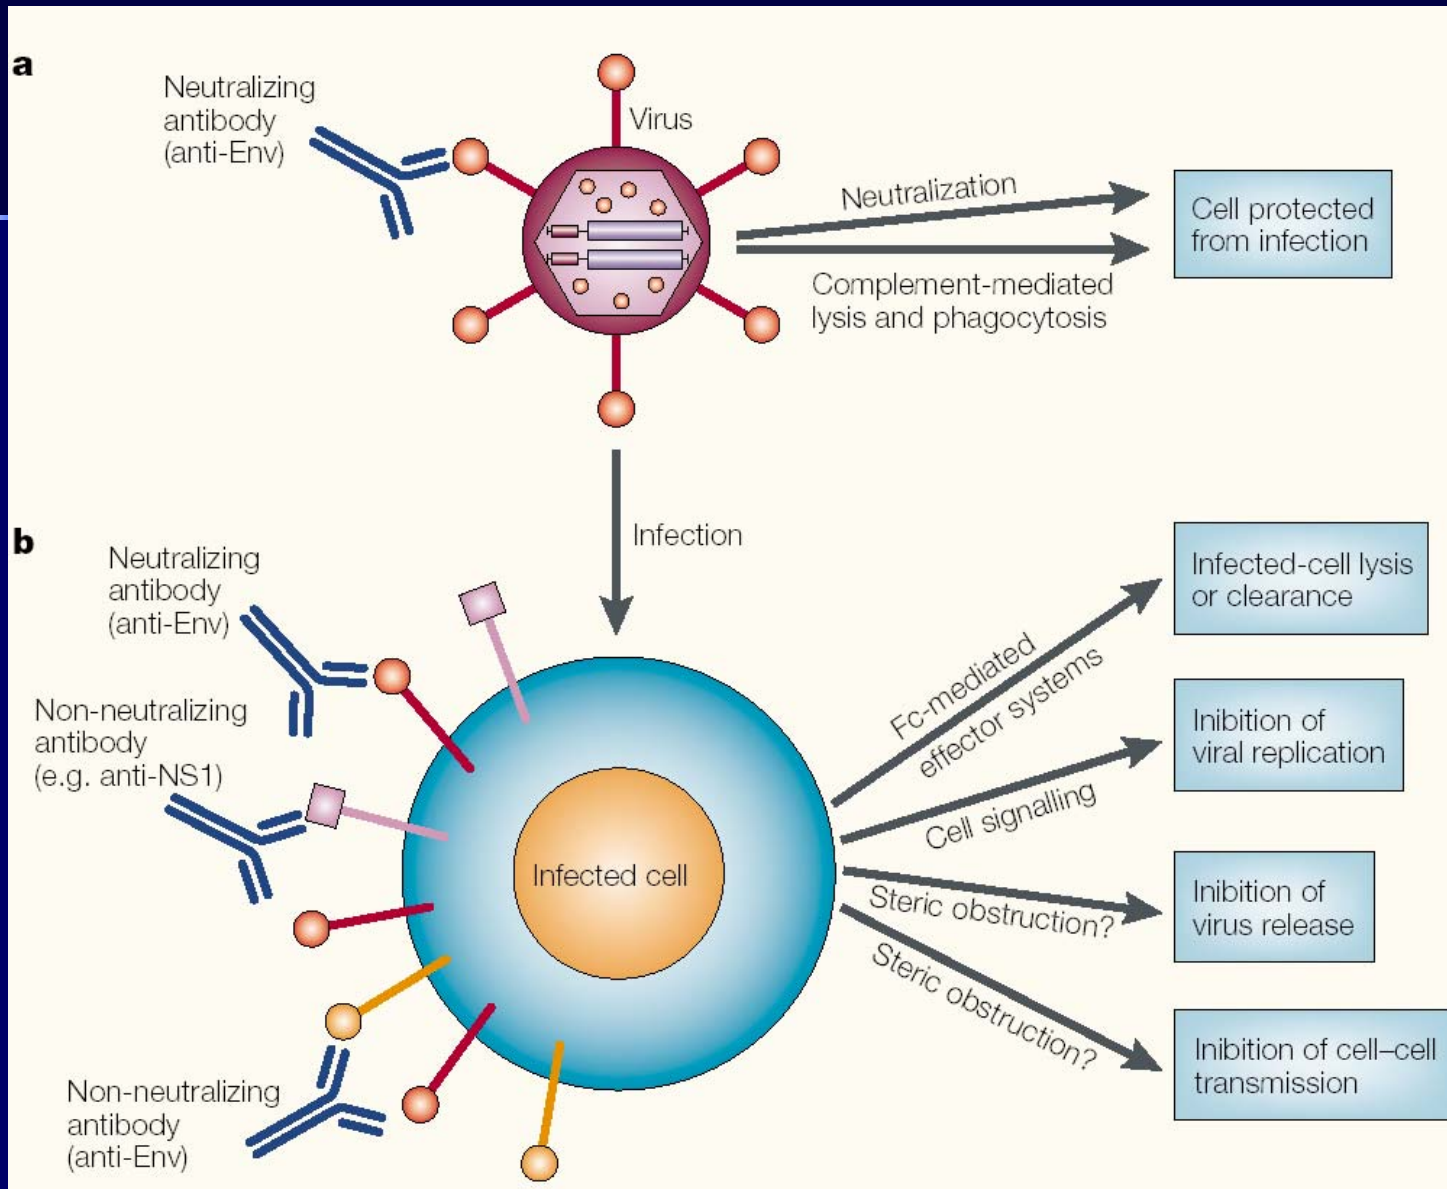 a
Neutralizing
antibody
(anti-Env)
Virus
Neutralization
Complement-mediated
lysis and phagocytosis
Cell protected
from infection
Infection
b
Neutralizing
antibody
(anti-Env)
Non-neutralizing
antibody
(e.g. anti-NS1)
Non-neutralizing
antibody
(anti-Env)
Infected cell
Fc-mediated
effector systems
Infected-cell lysis
or clearance
Cell signalling
Inibition of
viral replication
Steric obstruction?
Inibition of
virus release
Steric obstruction?
Inibition of cell–cell
transmission